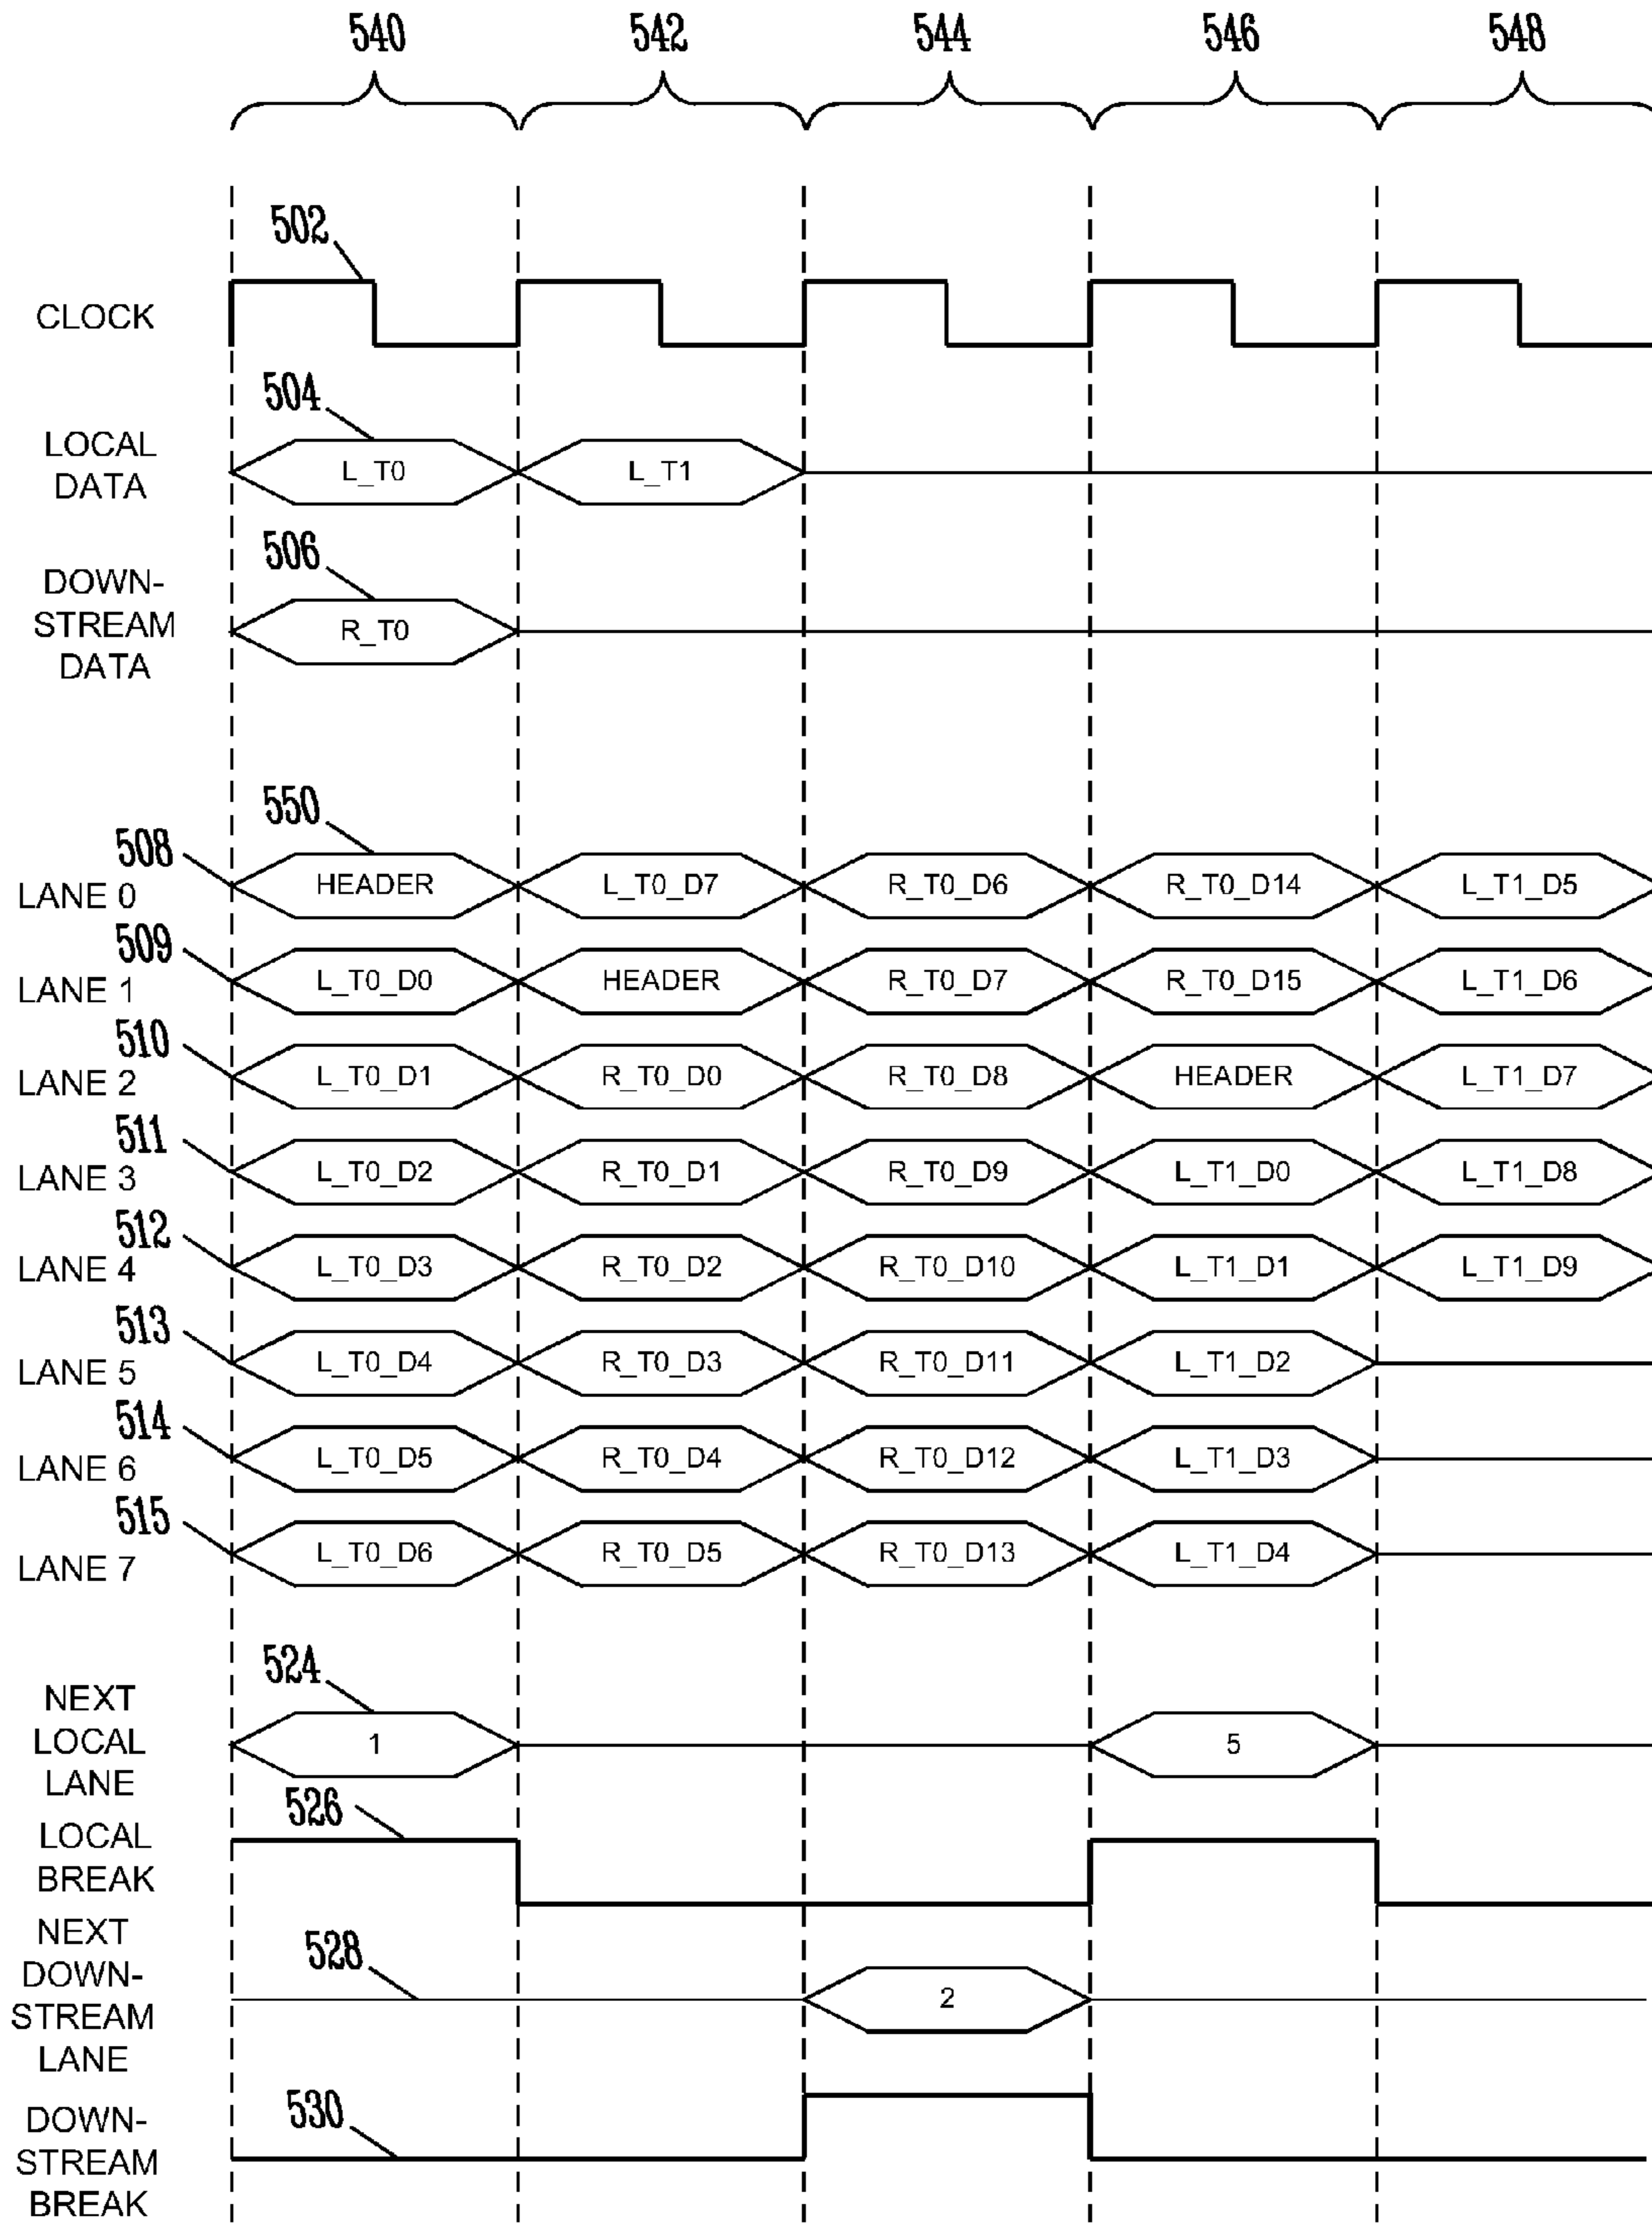 540 542 544 546 548
502
CLOCK
504
LOCAL
DATA
L_T0 L_T1
506
DOWN-
STREAM
DATA
R_T0
550
508
LANE 0 HEADER L_T0_D7 R_T0_D6 R_T0_D14 L_T1_D5
509
LANE 1 L_T0_D0 HEADER R_T0_D7 R_T0_D15 L_T1_D6
510
LANE 2 L_T0_D1 R_T0_D0 R_T0_D8 HEADER L_T1_D7
511
LANE 3 L_T0_D2 R_T0_D1 R_T0_D9 L_T1_D0 L_T1_D8
512
LANE 4 L_T0_D3 R_T0_D2 R_T0_D10 L_T1_D1 L_T1_D9
513
LANE 5 L_T0_D4 R_T0_D3 R_T0_D11 L_T1_D2
514
LANE 6 L_T0_D5 R_T0_D4 R_T0_D12 L_T1_D3
515
LANE 7 L_T0_D6 R_T0_D5 R_T0_D13 L_T1_D4
524
NEXT
LOCAL
LANE
1 5
526
LOCAL
BREAK
528
NEXT
DOWN-
STREAM
LANE
2
530
DOWN-
STREAM
BREAK